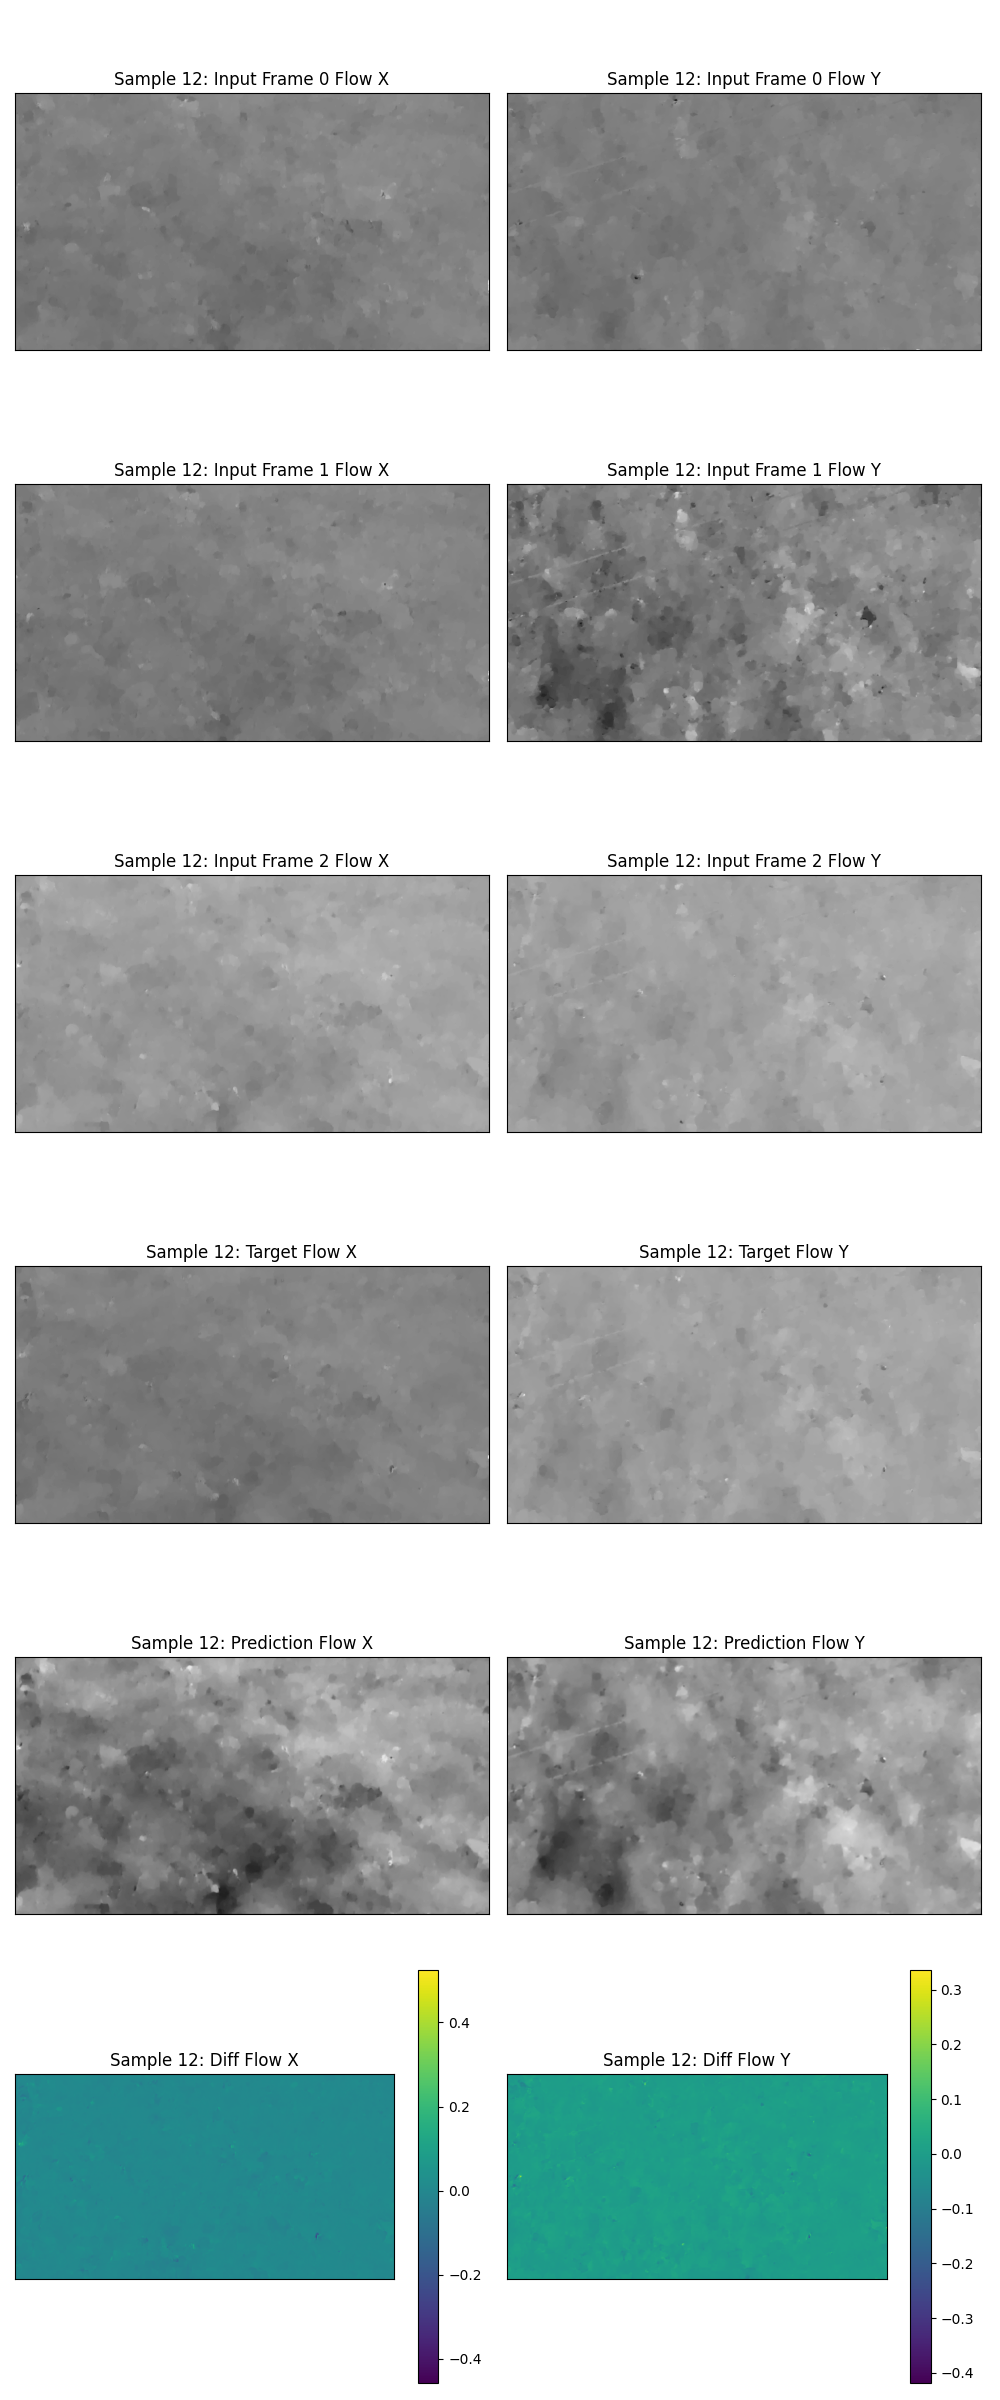 Sample 12: Input Frame 0 Flow X
Sample 12: Input Frame 0 Flow Y
Sample 12: Input Frame 1 Flow X
Sample 12: Input Frame 1 Flow Y
Sample 12: Input Frame 2 Flow X
Sample 12: Input Frame 2 Flow Y
Sample 12: Target Flow X
Sample 12: Target Flow Y
Sample 12: Prediction Flow X
Sample 12: Prediction Flow Y
Sample 12: Diff Flow X
0.4
0.2
0.0
−0.2
−0.4
Sample 12: Diff Flow Y
0.3
0.2
0.1
0.0
−0.1
−0.2
−0.3
−0.4